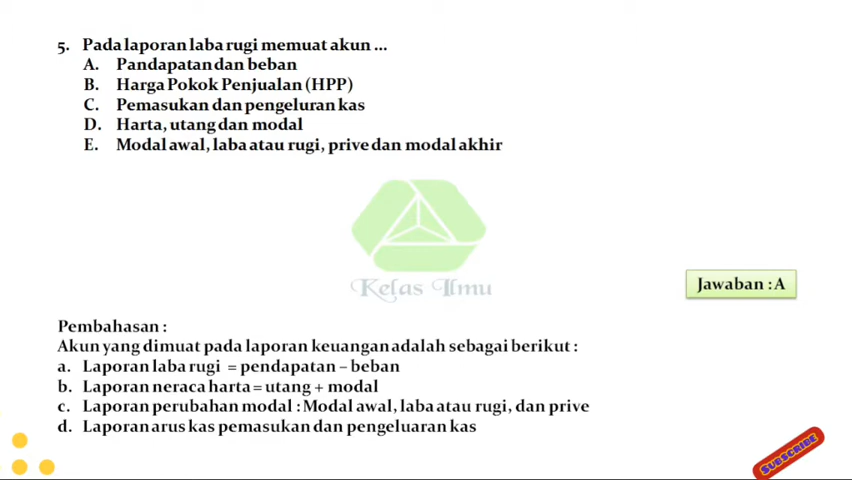 5. Pada laporan laba rugi memuat akun ...
A. Pandapatan dan beban
B. Harga Pokok Penjualan (HPP)
C. Pemasukan dan pengeluran kas
D. Harta, utang dan modal
E. Modal awal, laba atau rugi, prive dan modal akhir
Kelas Ilmu
Jawaban : A
Pembahasan :
Akun yang dimuat pada laporan keuangan adalah sebagai berikut :
a. Laporan laba rugi = pendapatan – beban
b. Laporan neraca harta = utang + modal
c. Laporan perubahan modal : Modal awal, laba atau rugi, dan prive
d. Laporan arus kas pemasukan dan pengeluaran kas
SUBSCRIBE